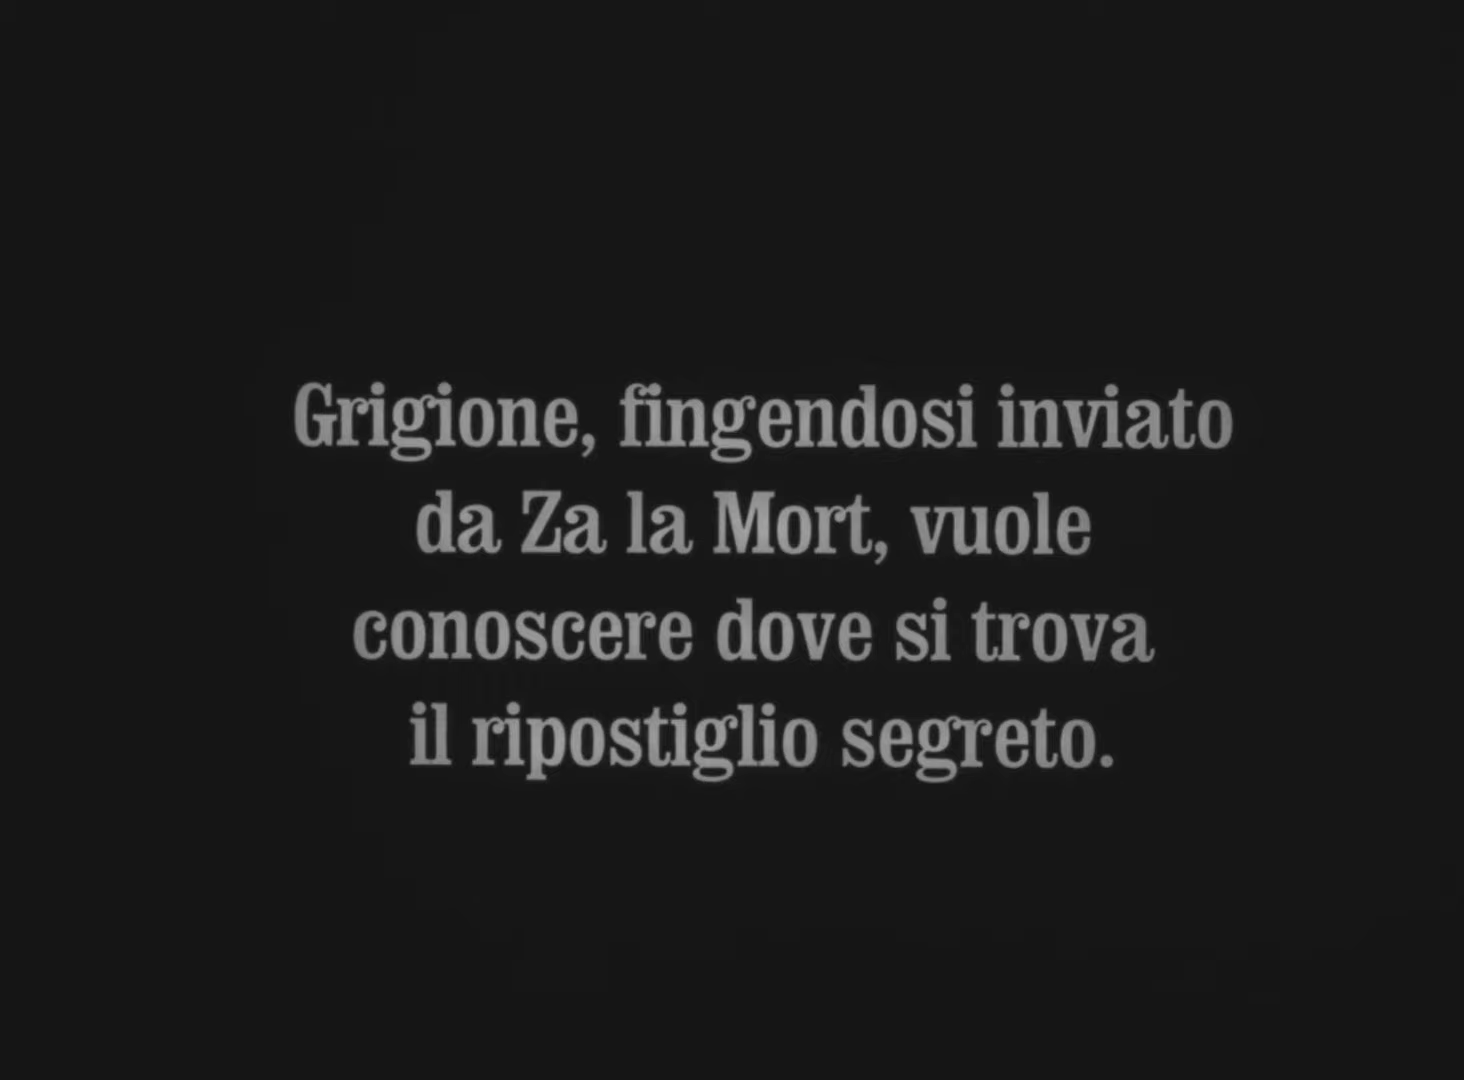 Grigione, fingendosi inviato
da Za la Mort, vuole
conoscere dove si trova
il ripostiglio segreto.